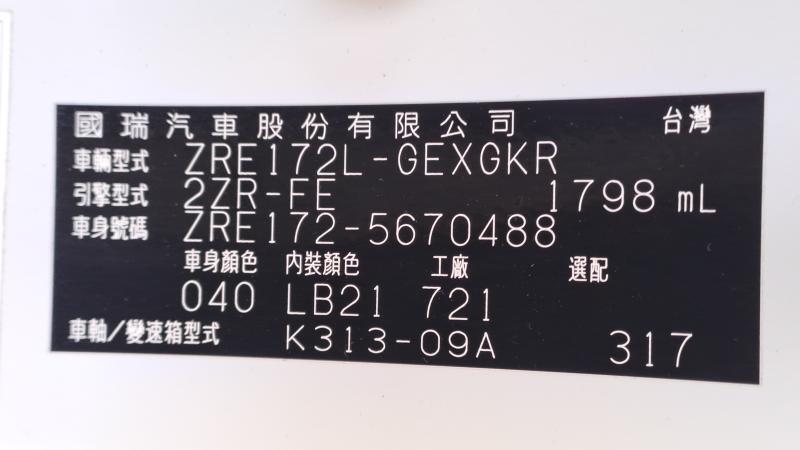 國瑞汽車股份有限公司 台灣
車輛型式 ZRE172L-GEXGKR
引擎型式 2ZR-FE 1798 mL
車身號碼 ZRE172-5670488
車身顏色 內裝顏色 工廠 選配
040 LB21 721
車軸/變速箱型式 K313-09A 317